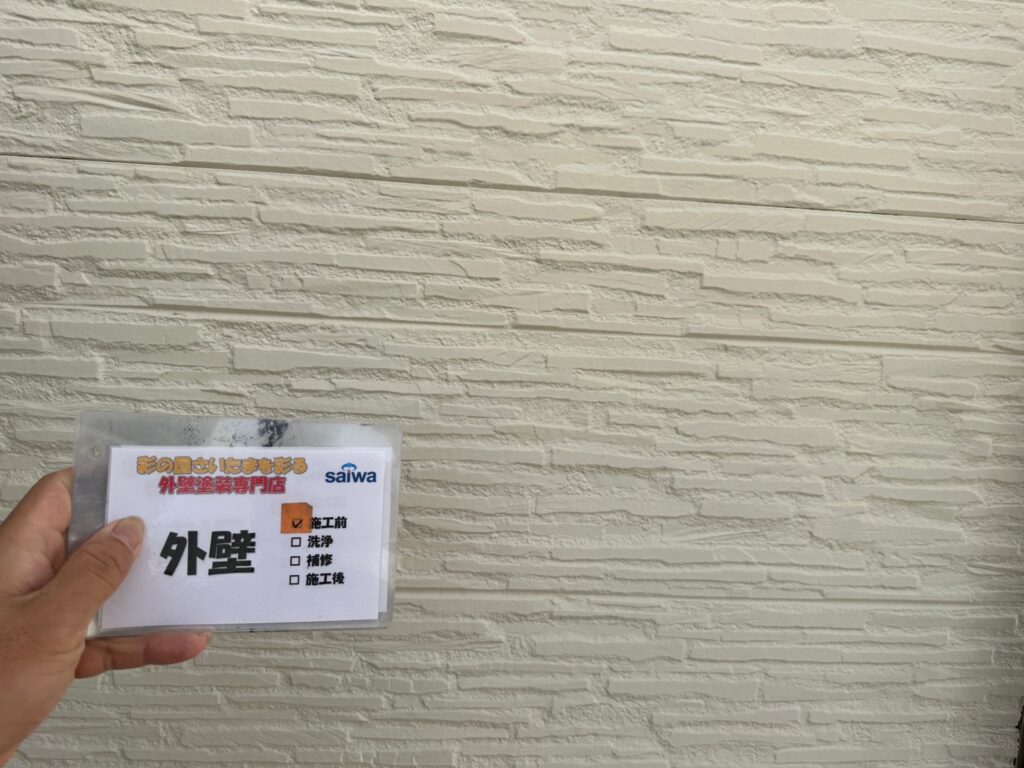 彩の国さいたまを彩る
外壁塗装専門店
saiwa
外壁
☑ 施工前
☐ 洗浄
☐ 補修
☐ 施工後